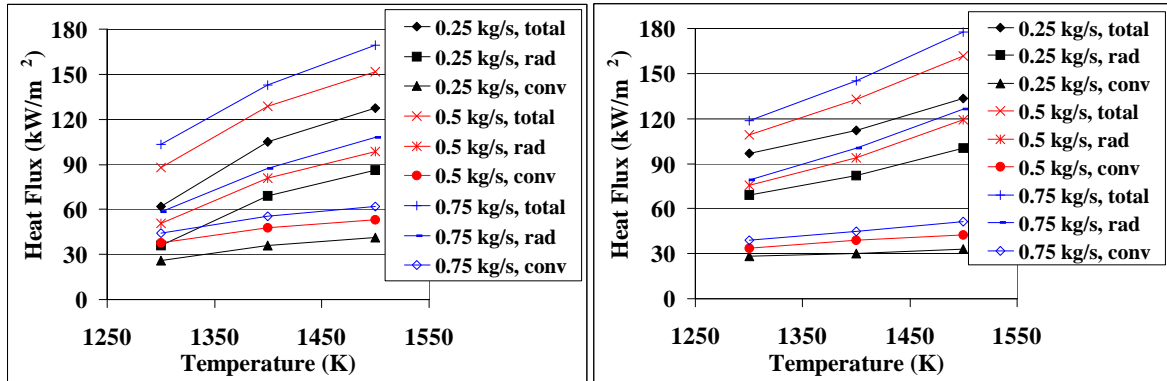 180
150
120
90
60
30
0
Heat Flux (kW/m 2)
1250
1350
1450
1550
Temperature (K)
0.25 kg/s, total
0.25 kg/s, rad
0.25 kg/s, conv
0.5 kg/s, total
0.5 kg/s, rad
0.5 kg/s, conv
0.75 kg/s, total
0.75 kg/s, rad
0.75 kg/s, conv
180
150
120
90
60
30
0
Heat Flux (kW/m 2)
1250
1350
1450
1550
Temperature (K)
0.25 kg/s, total
0.25 kg/s, rad
0.25 kg/s, conv
0.5 kg/s, total
0.5 kg/s, rad
0.5 kg/s, conv
0.75 kg/s, total
0.75 kg/s, rad
0.75 kg/s, conv